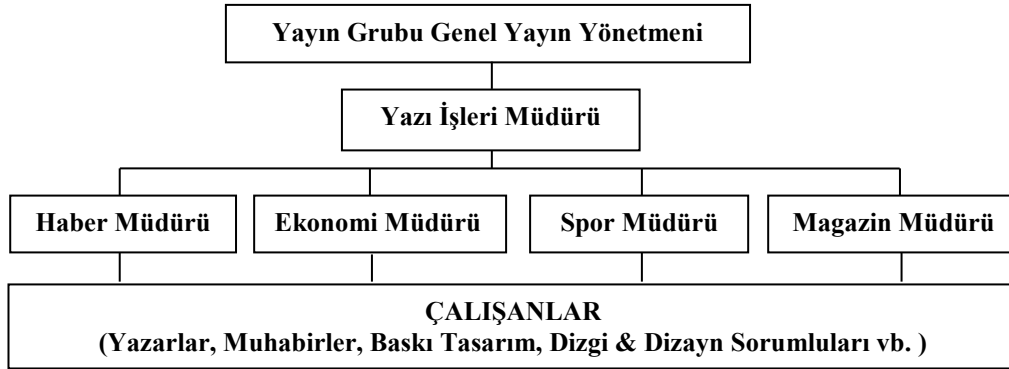 Yayın Grubu Genel Yayın Yönetmeni
Yazı İşleri Müdürü
Haber Müdürü
Ekonomi Müdürü
Spor Müdürü
Magazin Müdürü
ÇALIŞANLAR
(Yazarlar, Muhabirler, Baskı Tasarım, Dizgi & Dizayn Sorumluları vb. )